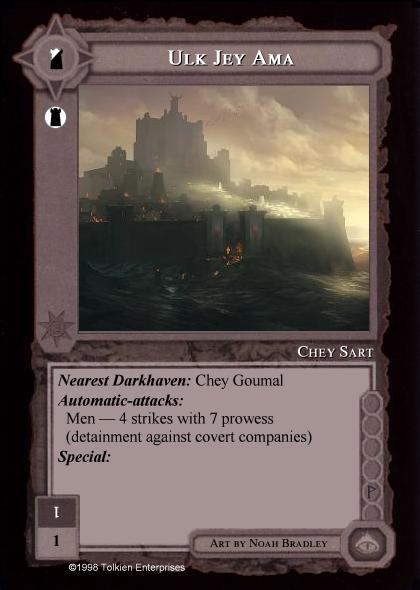 Ulk Jey Ama
Chey Sart
Nearest Darkhaven: Chey Goumal
Automatic-attacks:
Men — 4 strikes with 7 prowess
(detainment against covert companies)
Special:
1
Art by Noah Bradley
©1998 Tolkien Enterprises